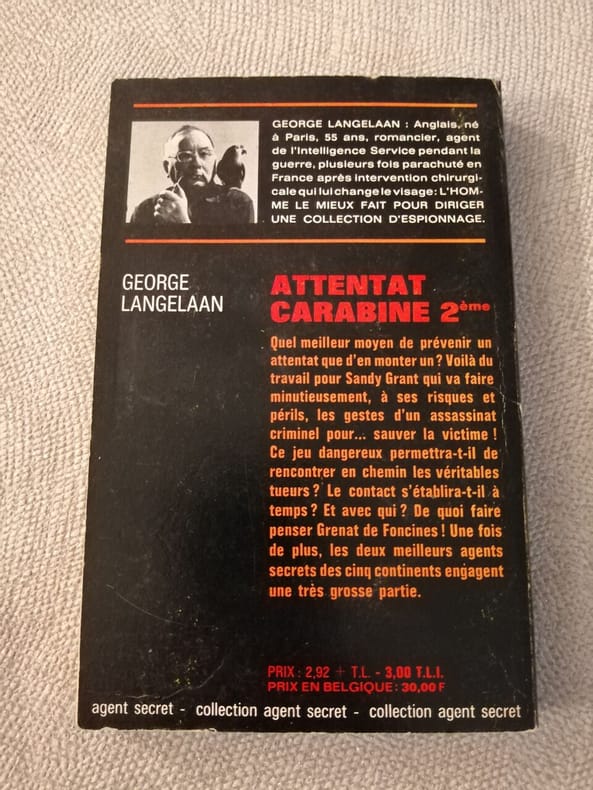 GEORGE LANGELAAN : Anglais, né
à Paris, 55 ans, romancier, agent
de l'Intelligence Service pendant la
guerre, plusieurs fois parachuté en
France après intervention chirurgi-
cale qui lui change le visage: L'HOM-
ME LE MIEUX FAIT POUR DIRIGER
UNE COLLECTION D'ESPIONNAGE.
GEORGE
LANGELAAN
ATTENTAT
CARABINE 2ème
Quel meilleur moyen de prévenir un
attentat que d'en monter un? Voilà du
travail pour Sandy Grant qui va faire
minutieusement, à ses risques et
périls, les gestes d'un assassinat
criminel pour... sauver la victime !
Ce jeu dangereux permettra-t-il de
rencontrer en chemin les véritables
tueurs ? Le contact s'établira-t-il à
temps ? Et avec qui ? De quoi faire
penser Grenat de Foncines ! Une fois
de plus, les deux meilleurs agents
secrets des cinq continents engagent
une très grosse partie.
PRIX : 2,92 + T.L. - 3,00 T.L.I.
PRIX EN BELGIQUE : 30,00 F
agent secret - collection agent secret - collection agent secret